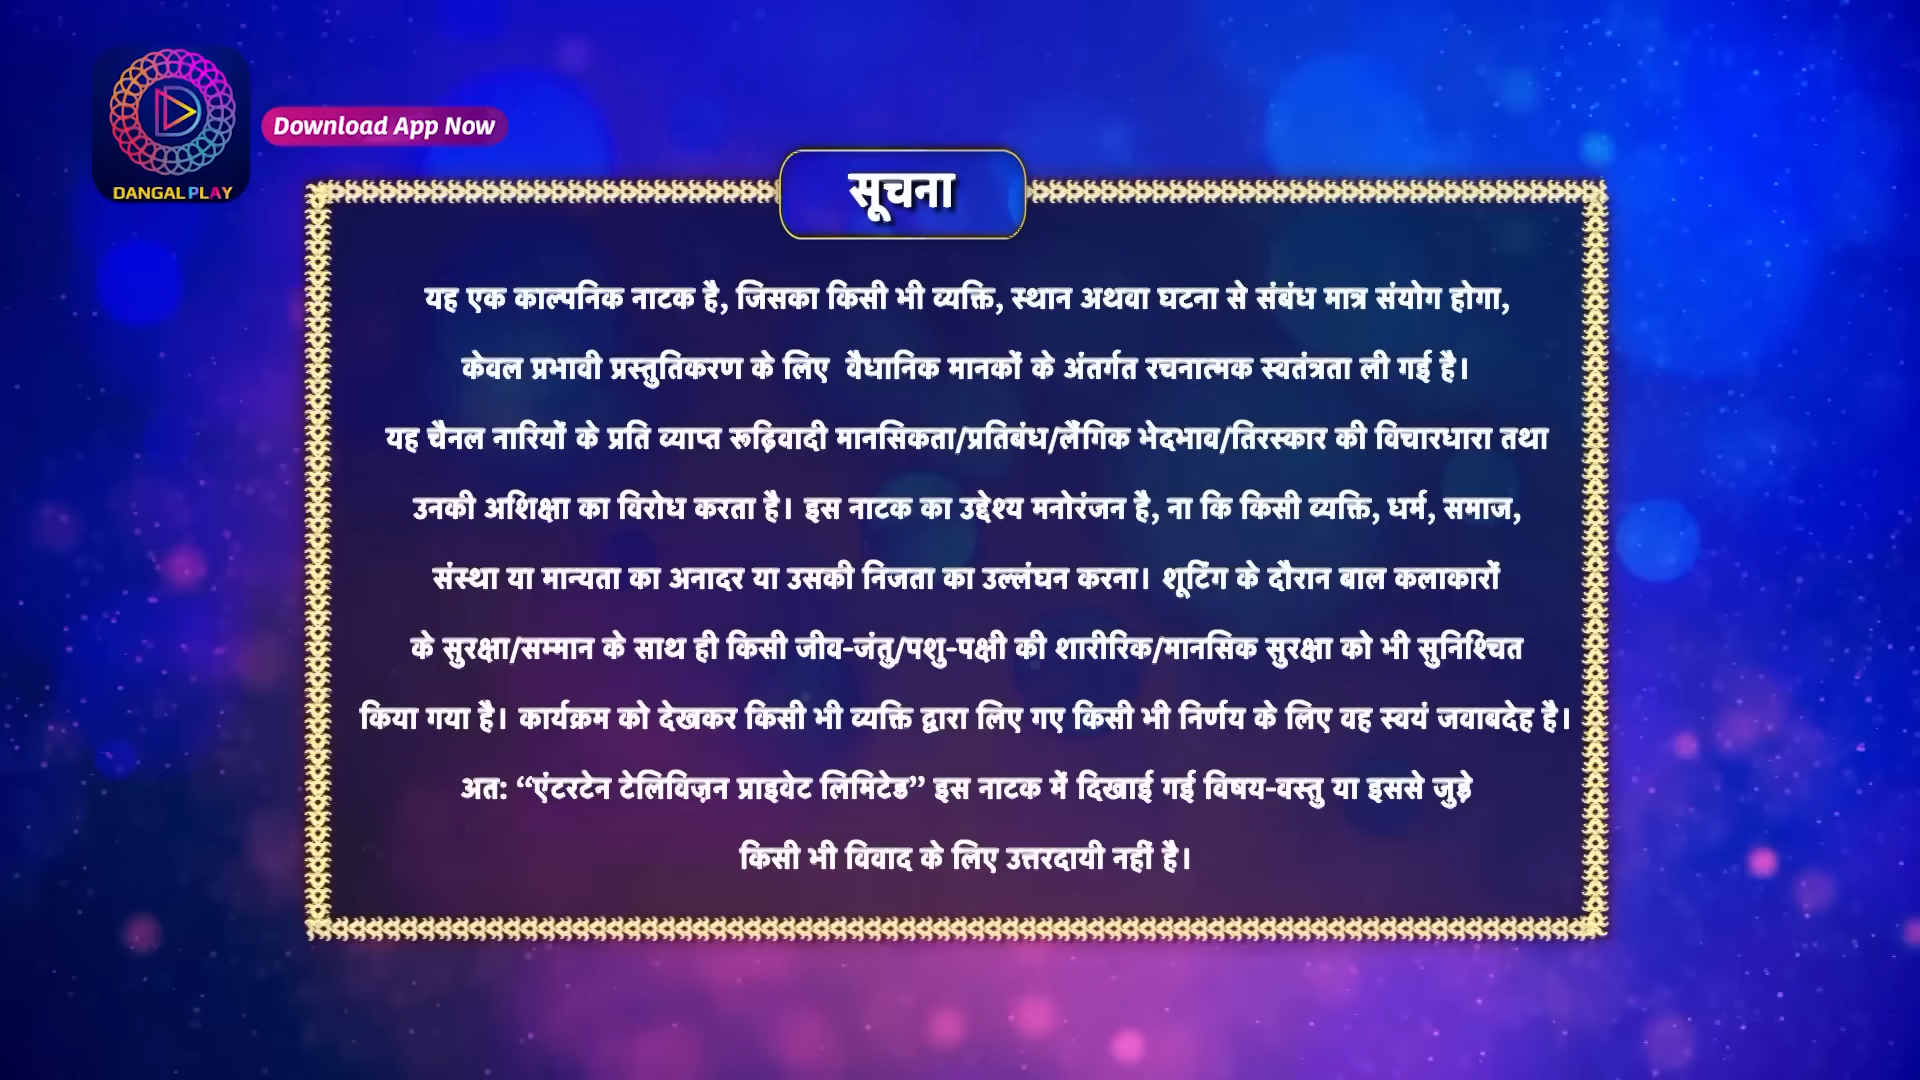 DANGAL PLAY
Download App Now
सूचना
यह एक काल्पनिक नाटक है, जिसका किसी भी व्यक्ति, स्थान अथवा घटना से संबंध मात्र संयोग होगा,
केवल प्रभावी प्रस्तुतिकरण के लिए वैधानिक मानकों के अंतर्गत रचनात्मक स्वतंत्रता ली गई है।
यह चैनल नारियों के प्रति व्याप्त रूढ़िवादी मानसिकता/प्रतिबंध/लैंगिक भेदभाव/तिरस्कार की विचारधारा तथा
उनकी अशिक्षा का विरोध करता है। इस नाटक का उद्देश्य मनोरंजन है, ना कि किसी व्यक्ति, धर्म, समाज,
संस्था या मान्यता का अनादर या उसकी निजता का उल्लंघन करना। शूटिंग के दौरान बाल कलाकारों
के सुरक्षा/सम्मान के साथ ही किसी जीव-जंतु/पशु-पक्षी की शारीरिक/मानसिक सुरक्षा को भी सुनिश्चित
किया गया है। कार्यक्रम को देखकर किसी भी व्यक्ति द्वारा लिए गए किसी भी निर्णय के लिए वह स्वयं जवाबदेह है।
अत: “एंटरटेन टेलिविज़न प्राइवेट लिमिटेड” इस नाटक में दिखाई गई विषय-वस्तु या इससे जुड़े
किसी भी विवाद के लिए उत्तरदायी नहीं है।